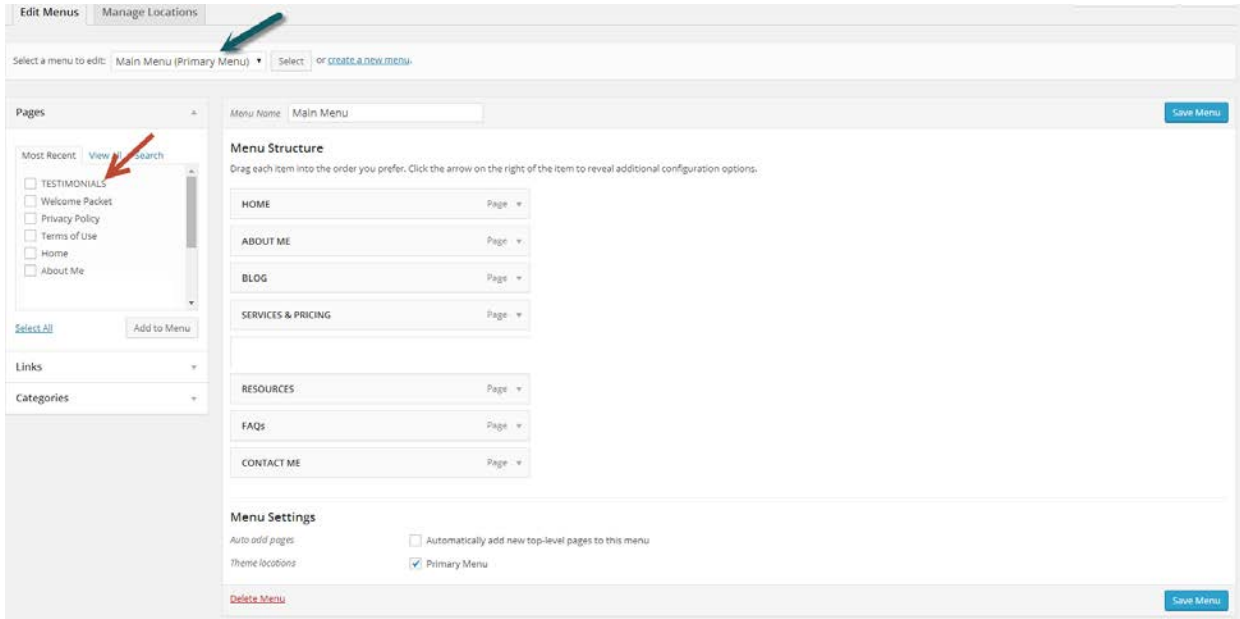 Edit Menus Manage Locations
Select a menu to edit: Main Menu (Primary Menu) Select or create a new menu.
Pages
Most Recent View All Search
TESTIMONIALS
Welcome Packet
Privacy Policy
Terms of Use
Home
About Me
Select All Add to Menu
Links
Categories
Menu Name Main Menu Save Menu
Menu Structure
Drag each item into the order you prefer. Click the arrow on the right of the item to reveal additional configuration options.
HOME Page
ABOUT ME Page
BLOG Page
SERVICES & PRICING Page
RESOURCES Page
FAQs Page
CONTACT ME Page
Menu Settings
Auto add pages Automatically add new top-level pages to this menu
Theme locations Primary Menu
Delete Menu Save Menu